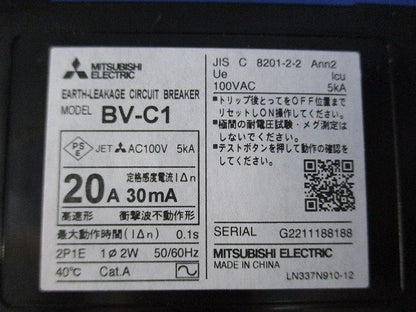 MITSUBISHI
ELECTRIC
EARTH-LEAKAGE CIRCUIT BREAKER
MODEL BV-C1
PS
E
JET AC100V 5kA
定格感度電流 IΔn
20A 30mA
高速形 衝撃波不動作形
最大動作時間 (IΔn) 0.1s
2P1E 1ø2W 50/60Hz
40℃ Cat.A
JIS C 8201-2-2 Ann2
Ue Icu
100VAC 5kA
■トリップ後とってをOFF位置まで
リセットしON操作してください。
■極間の耐電圧試験・メグ測定は
しないでください。
■テストボタンを押して動作の確認を
してください。
SERIAL G2211188188
MITSUBISHI ELECTRIC
MADE IN CHINA
LN337N910-12